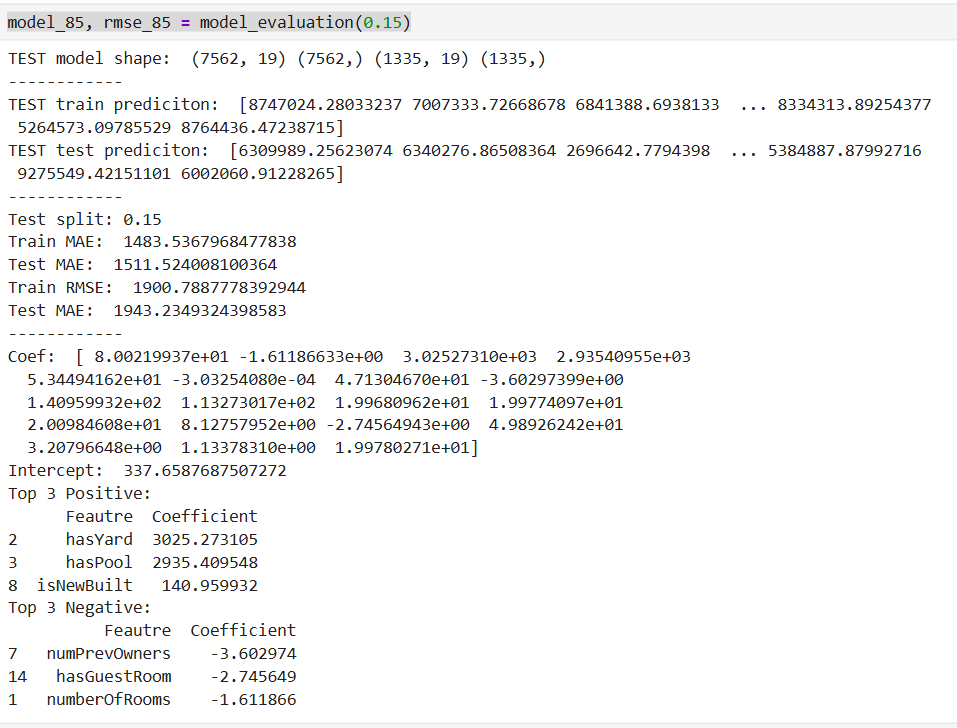 model_85, rmse_85 = model_evaluation(0.15)
TEST model shape:  (7562, 19) (7562,) (1335, 19) (1335,)
------------
TEST train prediciton:  [8747024.28033237 7007333.72668678 6841388.6938133  ... 8334313.89254377
 5264573.09785529 8764436.47238715]
TEST test prediciton:  [6309989.25623074 6340276.86508364 2696642.7794398  ... 5384887.87992716
 9275549.42151101 6002060.91228265]
------------
Test split: 0.15
Train MAE:  1483.5367968477838
Test MAE:  1511.524008100364
Train RMSE:  1900.7887778392944
Test MAE:  1943.2349324398583
------------
Coef:  [ 8.00219937e+01 -1.61186633e+00  3.02527310e+03  2.93540955e+03
  5.34494162e+01 -3.03254080e-04  4.71304670e+01 -3.60297399e+00
  1.40959932e+02  1.13273017e+02  1.99680962e+01  1.99774097e+01
  2.00984608e+01  8.12757952e+00 -2.74564943e+00  4.98926242e+01
  3.20796648e+00  1.13378310e+00  1.99780271e+01]
Intercept:  337.6587687507272
Top 3 Positive:
      Feautre  Coefficient
2     hasYard  3025.273105
3     hasPool  2935.409548
8  isNewBuilt   140.959932
Top 3 Negative:
          Feautre  Coefficient
7   numPrevOwners    -3.602974
14   hasGuestRoom    -2.745649
1   numberOfRooms    -1.611866